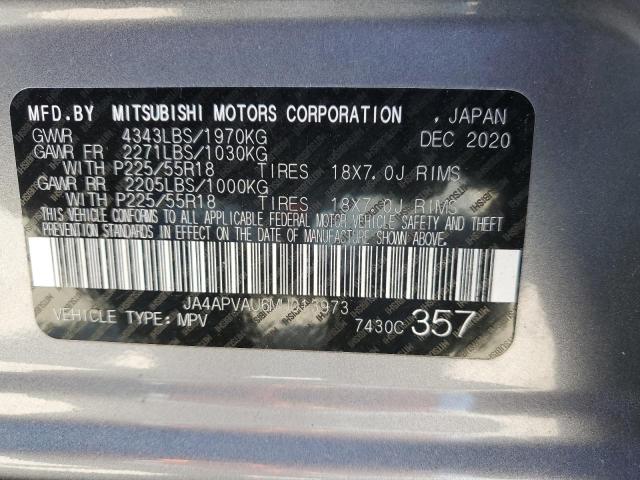 MFD.BY MITSUBISHI MOTORS CORPORATION , JAPAN
GVWR 4343LBS/1970KG DEC 2020
GAWR FR 2271LBS/1030KG
WITH P225/55R18 TIRES 18X7.0J RIMS
GAWR RR 2205LBS/1000KG
WITH P225/55R18 TIRES 18X7.0J RIMS
THIS VEHICLE CONFORMS TO ALL APPLICABLE FEDERAL MOTOR VEHICLE SAFETY AND THEFT
PREVENTION STANDARDS IN EFFECT ON THE DATE OF MANUFACTURE SHOWN ABOVE.
VEHICLE TYPE:MPV 7430C 357